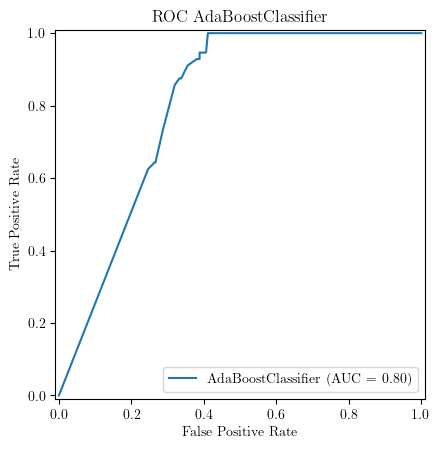 ROC AdaBoostClassifier
1.0
0.8
0.6
0.4
0.2
0.0
True Positive Rate
AdaBoostClassifier (AUC = 0.80)
0.0 0.2 0.4 0.6 0.8 1.0
False Positive Rate